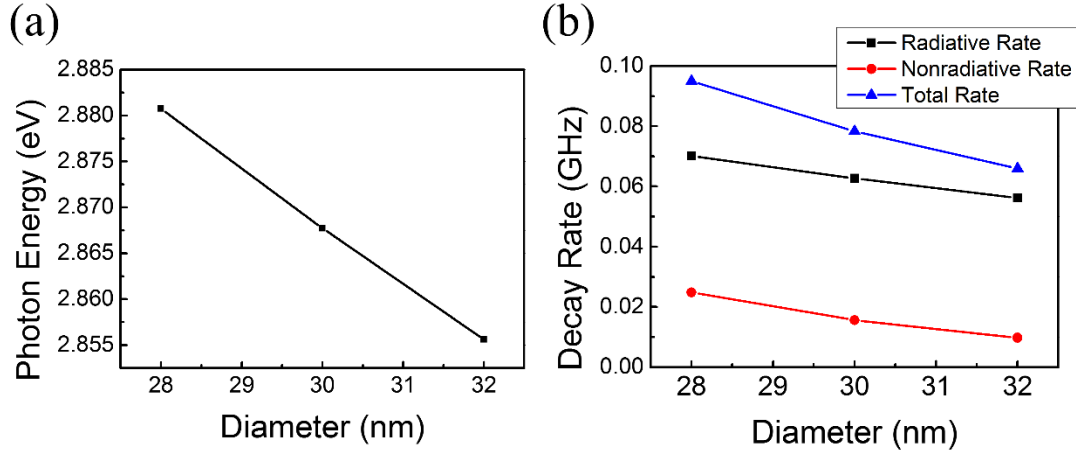 (a)
2.885
2.880
2.875
2.870
2.865
2.860
2.855
Photon Energy (eV)
28 29 30 31 32
Diameter (nm)
(b)
Radiative Rate
Nonradiative Rate
Total Rate
0.10
0.08
0.06
0.04
0.02
0.00
Decay Rate (GHz)
28 29 30 31 32
Diameter (nm)